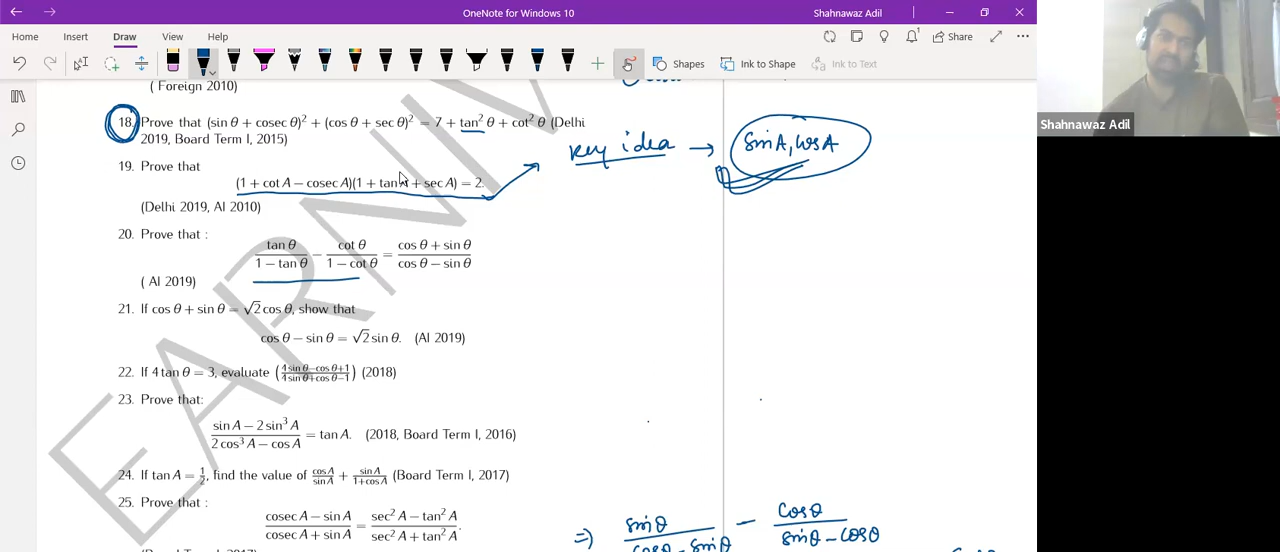 OneNote for Windows 10
Shahnawaz Adil
Home Insert Draw View Help
Share
Shapes
Ink to Shape
Ink to Text
( Foreign 2010)
18. Prove that (sin θ + cosec θ)² + (cos θ + sec θ)² = 7 + tan² θ + cot² θ (Delhi
2019, Board Term I, 2015)
key idea → sinA, cosA
19. Prove that
(1 + cot A − cosec A)(1 + tan A + sec A) = 2.
(Delhi 2019, AI 2010)
20. Prove that :
tan θ / 1 − tan θ − cot θ / 1 − cot θ = cos θ + sin θ / cos θ − sin θ
( AI 2019)
21. If cos θ + sin θ = √2 cos θ, show that
cos θ − sin θ = √2 sin θ. (AI 2019)
22. If 4 tan θ = 3, evaluate (4 sin θ−cos θ+1 / 4 sin θ+cos θ−1) (2018)
23. Prove that:
sin A − 2 sin³ A / 2 cos³ A − cos A = tan A. (2018, Board Term I, 2016)
24. If tan A = 1/2, find the value of cos A / sin A + sin A / 1+cos A (Board Term I, 2017)
25. Prove that :
cosec A − sin A / cosec A + sin A = sec² A − tan² A / sec² A + tan² A.
⇒) sinθ / cosθ - sinθ − cosθ / sinθ − cosθ
EARNIV
Shahnawaz Adil